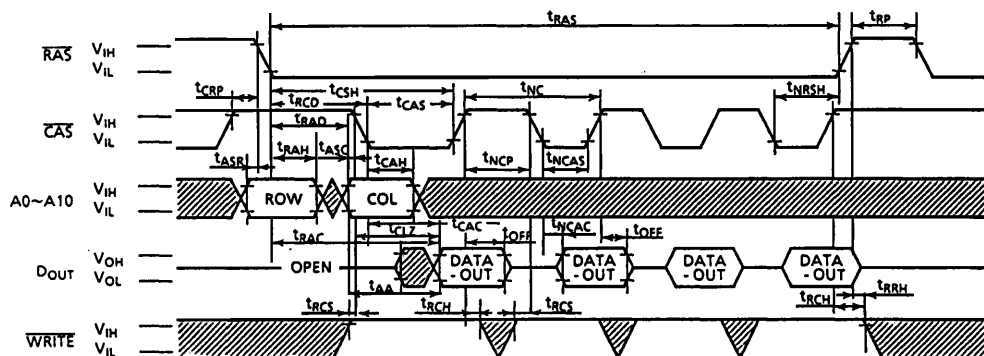 tRAS tRP
RAS VIH
VIL
tCRP tCSH tNC tNRSH
tRCD tCAS
CAS VIH
VIL
tRAD
tRAH tASC
tASR tCAH tNCP tNCAS
A0~A10 VIH
VIL
ROW COL
tCLZ tCAC tNCAC
tRAC tOFF tOFF
DOUT VOH
VOL
OPEN DATA
-OUT DATA
-OUT DATA
-OUT DATA
-OUT
tAA
tRCS tRCH tRCS tRCH tRRH
WRITE VIH
VIL